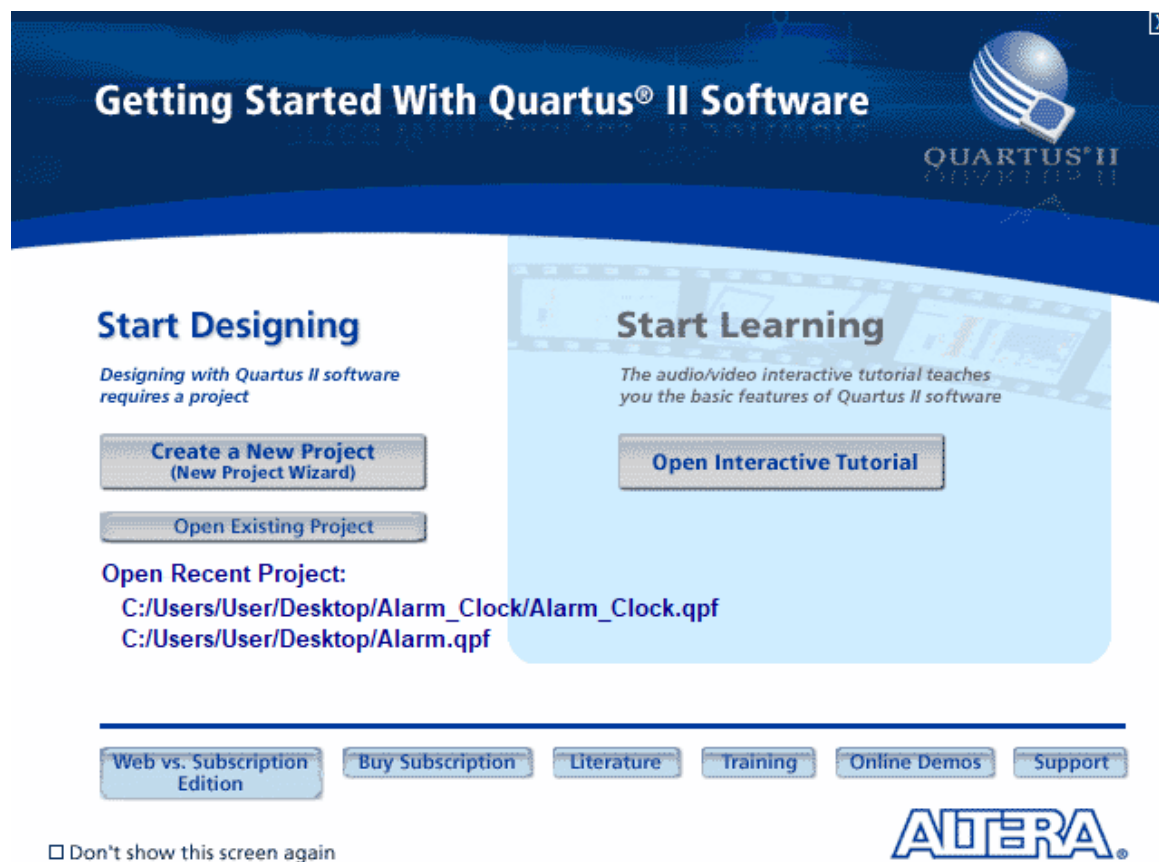 Getting Started With Quartus® II Software
QUARTUS® II
Start Designing
Designing with Quartus II software
requires a project
Create a New Project
(New Project Wizard)
Open Existing Project
Open Recent Project:
C:/Users/User/Desktop/Alarm_Clock/Alarm_Clock.qpf
C:/Users/User/Desktop/Alarm.qpf
Start Learning
The audio/video interactive tutorial teaches
you the basic features of Quartus II software
Open Interactive Tutorial
Web vs. Subscription
Edition
Buy Subscription
Literature
Training
Online Demos
Support
Don't show this screen again
ALTERA®